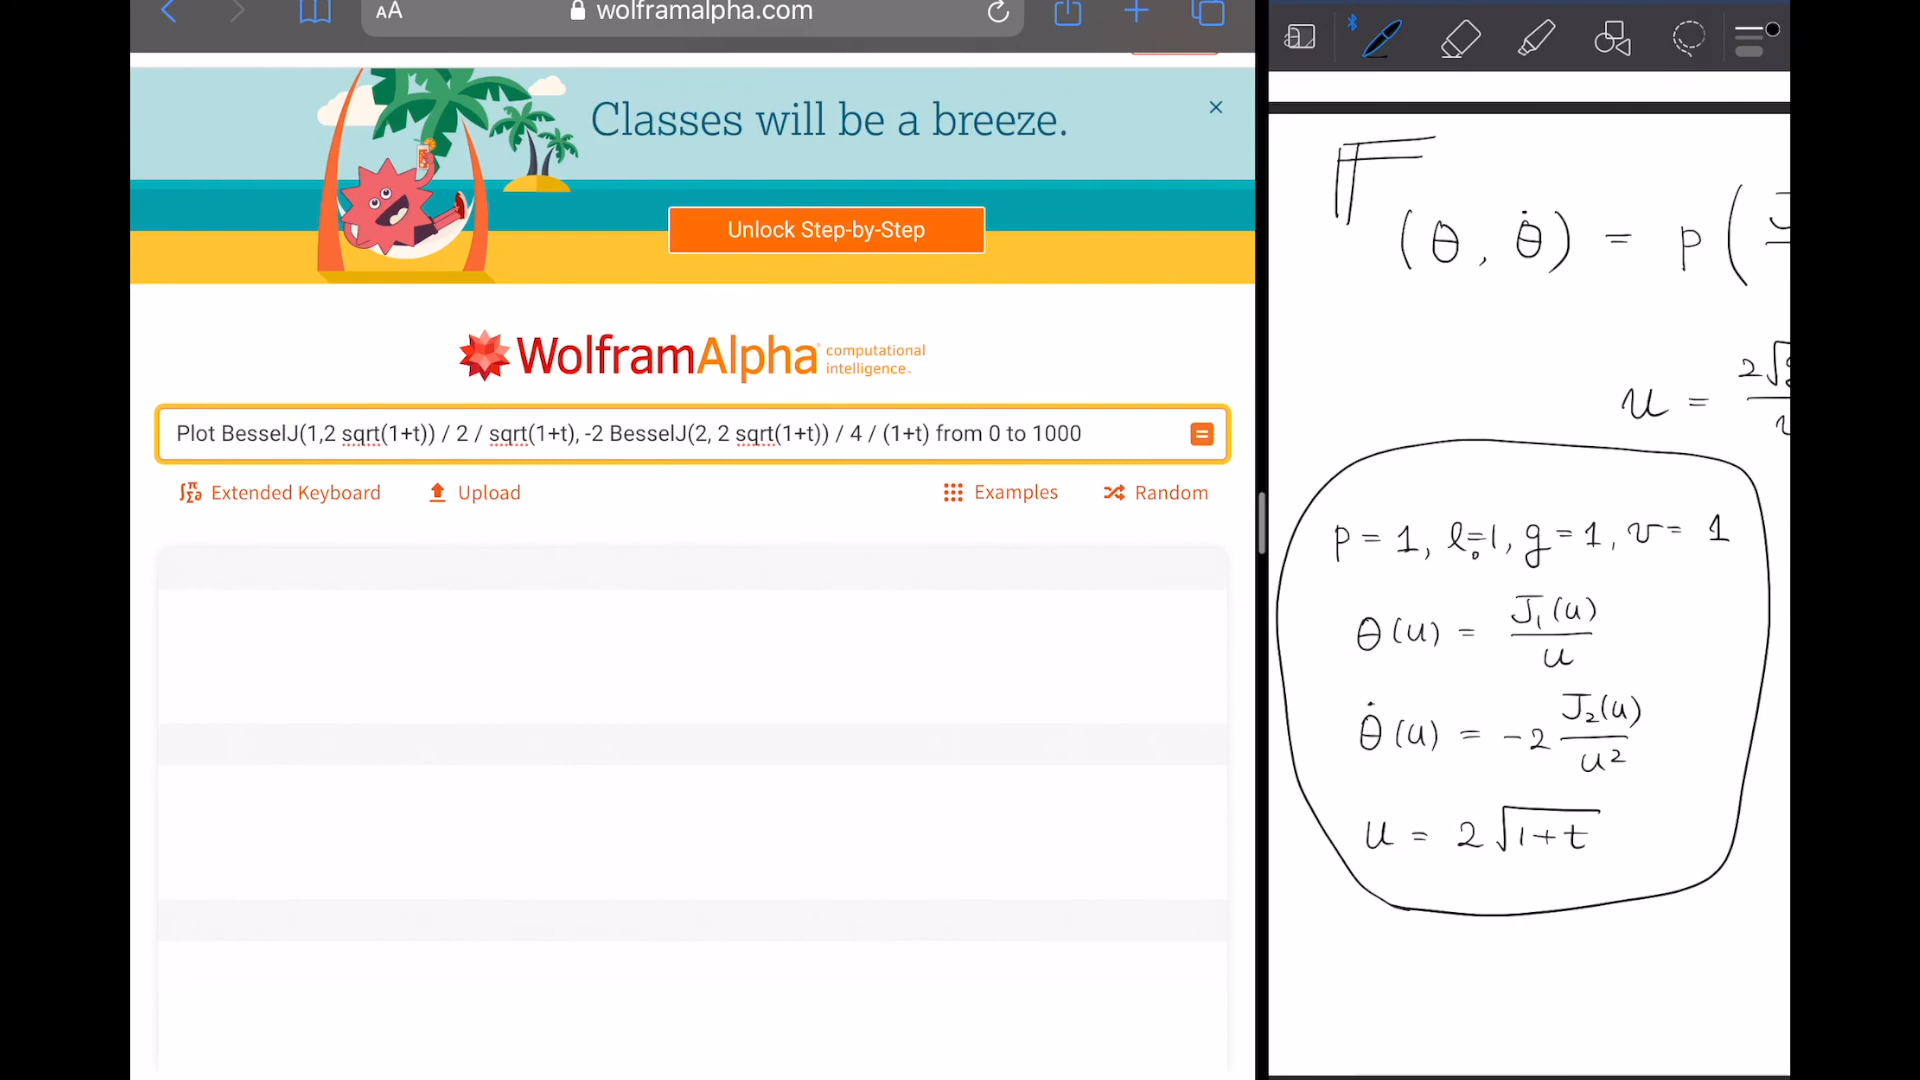 AA wolframalpha.com
Classes will be a breeze.
Unlock Step-by-Step
WolframAlpha computational intelligence.
Plot BesselJ(1,2 sqrt(1+t)) / 2 / sqrt(1+t), -2 BesselJ(2, 2 sqrt(1+t)) / 4 / (1+t) from 0 to 1000
Extended Keyboard Upload Examples Random
(θ, θ̇) = p (
u = 2√
p = 1, l₀=1, g = 1, v = 1
θ(u) = J₁(u) / u
θ̇(u) = -2 J₂(u) / u²
u = 2 √1+t